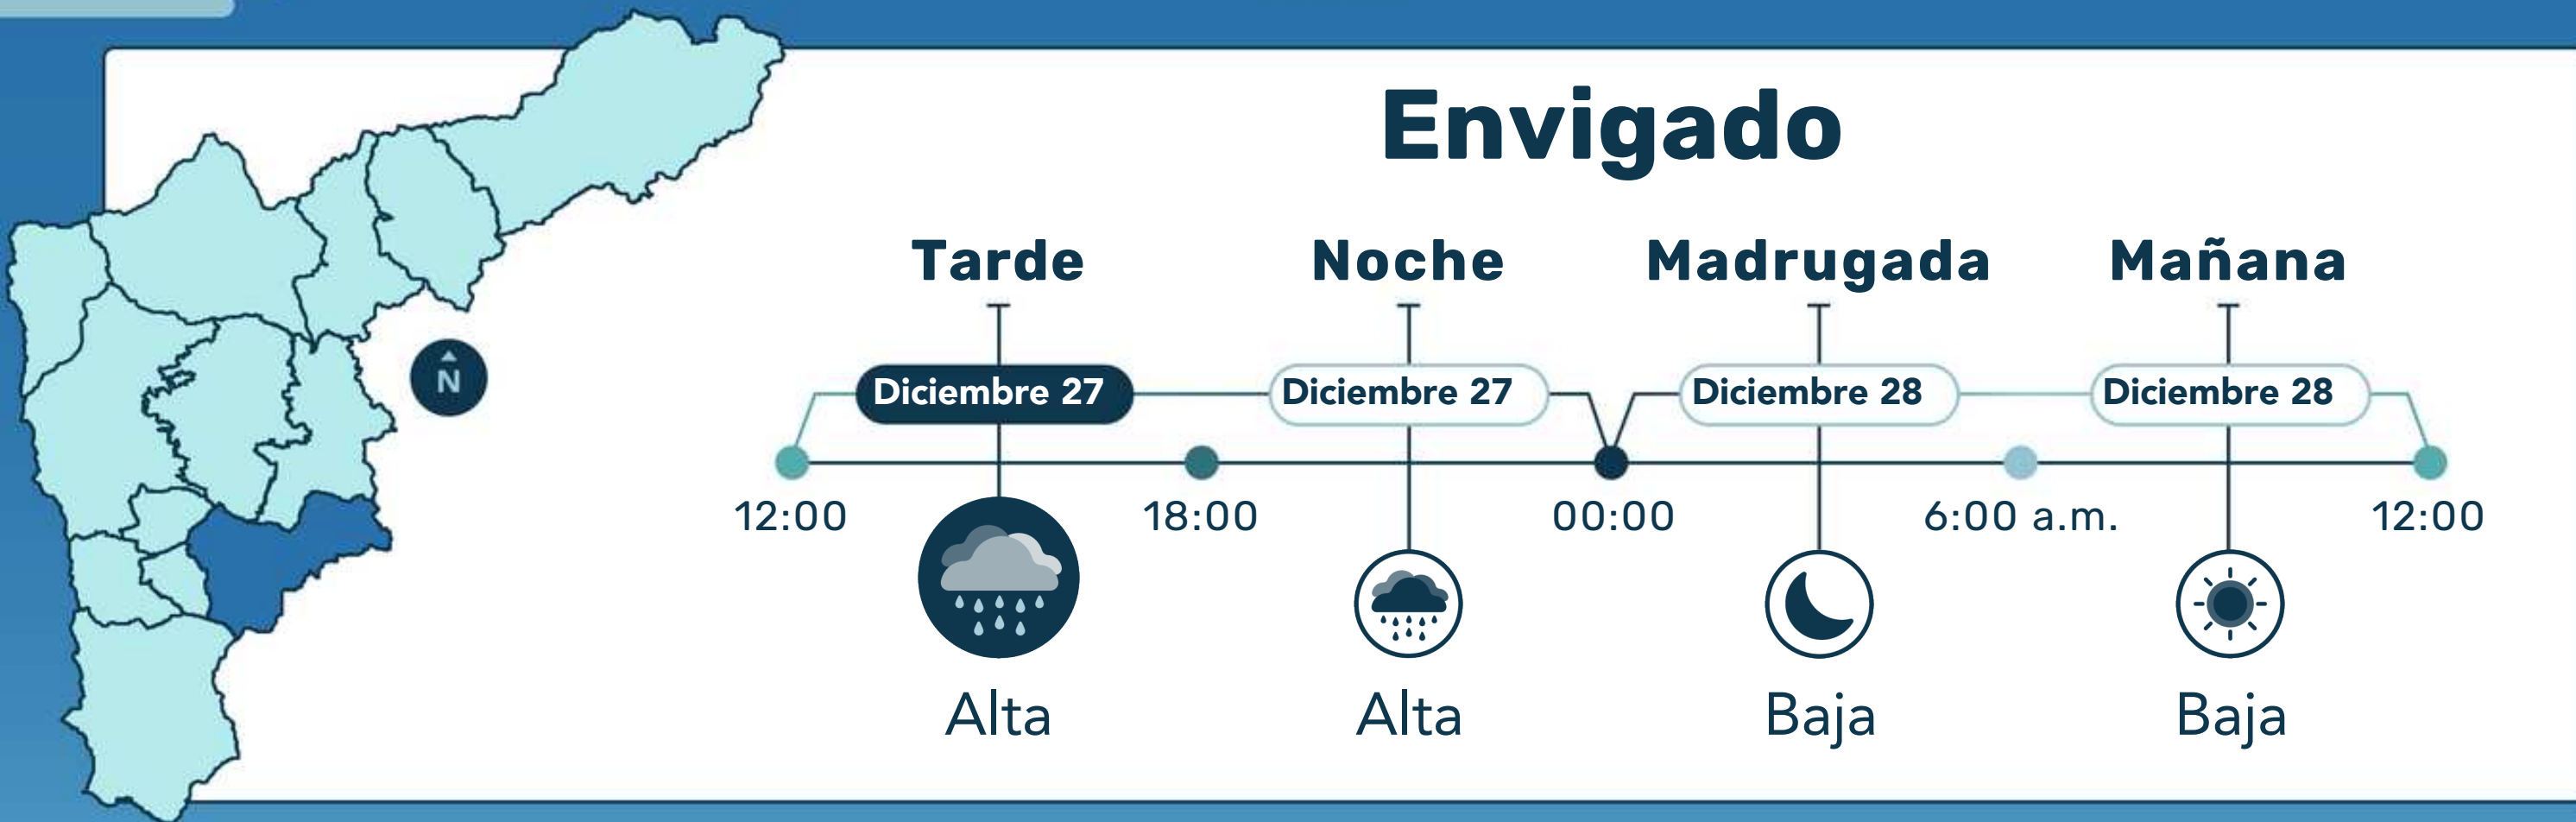 Envigado
Tarde Noche Madrugada Mañana
N
Diciembre 27 Diciembre 27 Diciembre 28 Diciembre 28
12:00 18:00 00:00 6:00 a.m. 12:00
Alta Alta Baja Baja